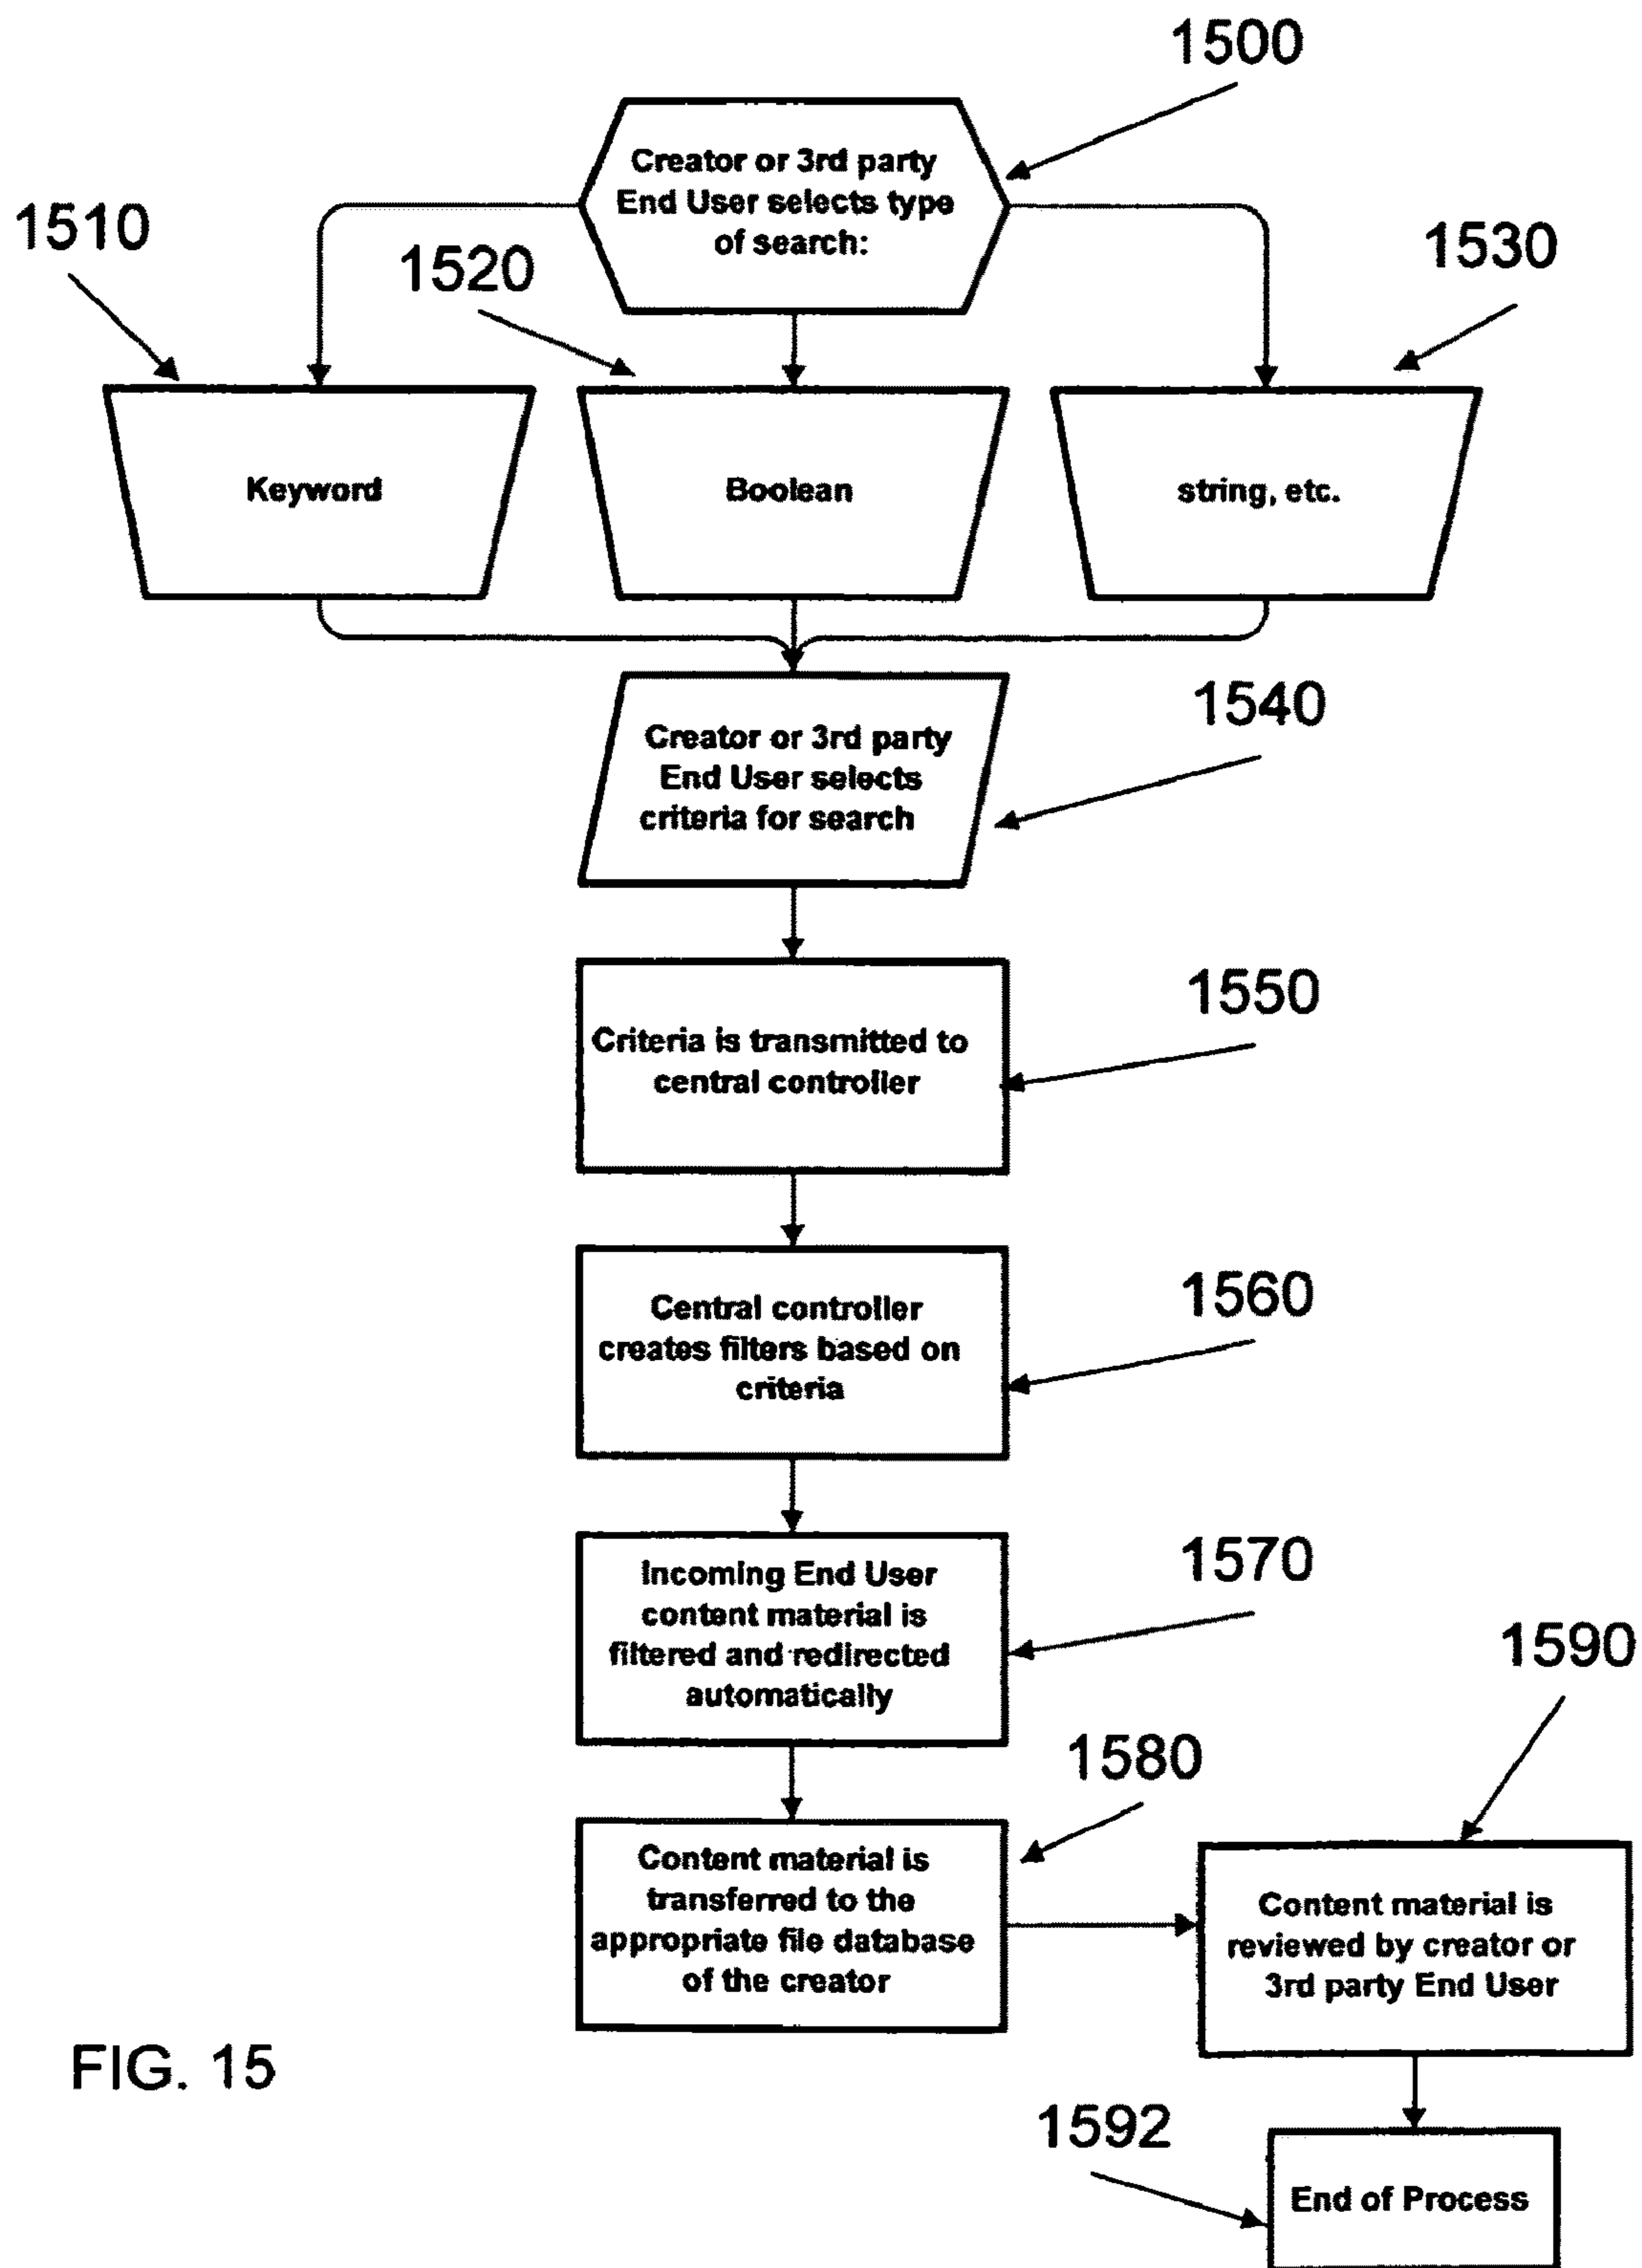 1500
Creator or 3rd party
End User selects type
of search:
1510
1520
1530
Keyword
Boolean
string, etc.
1540
Creator or 3rd party
End User selects
criteria for search
1550
Criteria is transmitted to
central controller
1560
Central controller
creates filters based on
criteria
1570
Incoming End User
content material is
filtered and redirected
automatically
1580
Content material is
transferred to the
appropriate file database
of the creator
1590
Content material is
reviewed by creator or
3rd party End User
1592
End of Process
FIG. 15